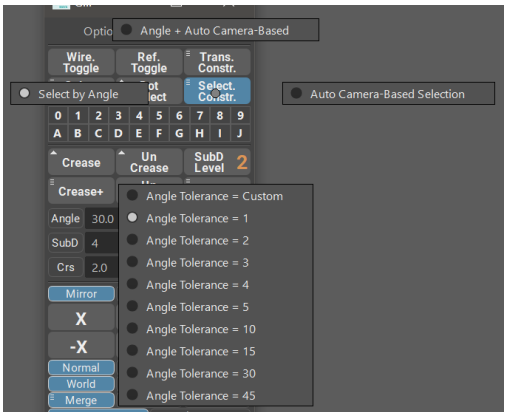 Optio
Angle + Auto Camera-Based
Wire. Toggle
Ref. Toggle
Trans. Constr.
Select by Angle
Select. Constr.
Auto Camera-Based Selection
0 1 2 3 4 5 6 7 8 9
A B C D E F G H I J
Crease
Un Crease
SubD Level 2
Crease+
Angle Tolerance = Custom
Angle 30.0
Angle Tolerance = 1
SubD 4
Angle Tolerance = 2
Crs 2.0
Angle Tolerance = 3
Mirror
Angle Tolerance = 4
X
Angle Tolerance = 5
Angle Tolerance = 10
-X
Angle Tolerance = 15
Normal
Angle Tolerance = 30
World
Merge
Angle Tolerance = 45